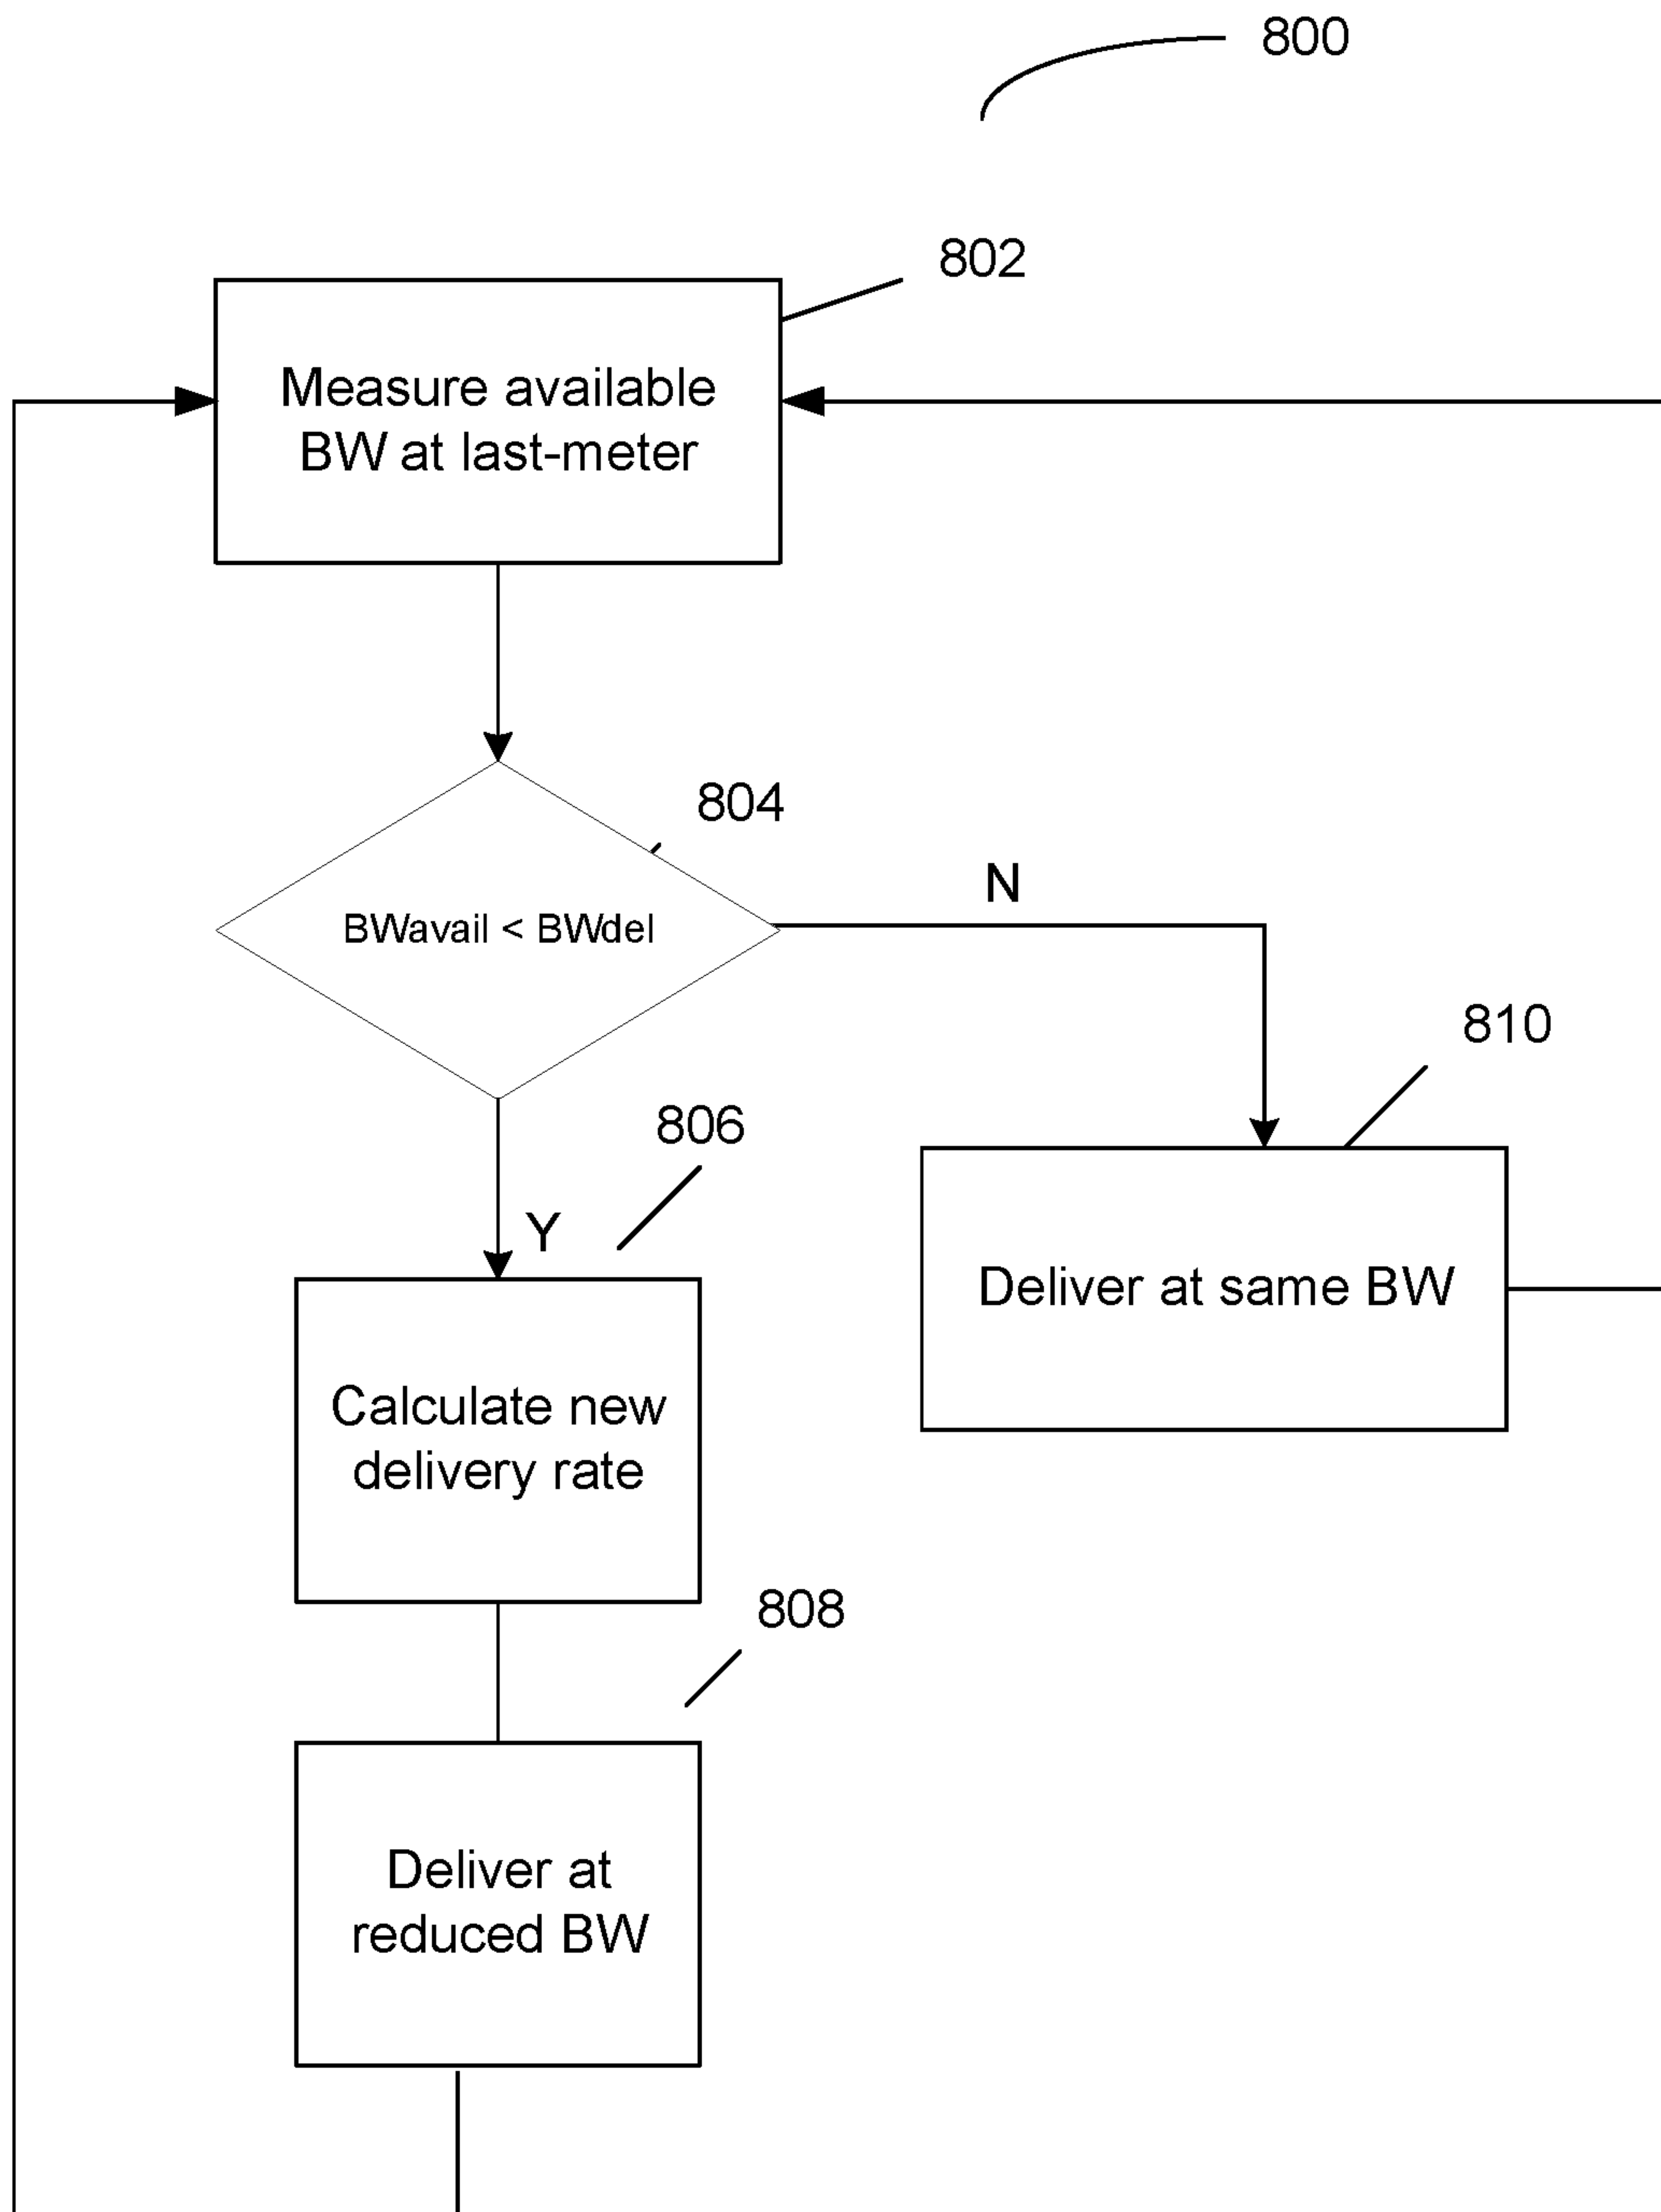 800
802
Measure available
BW at last-meter
804
BWavail < BWdel
N
810
806
Y
Deliver at same BW
Calculate new
delivery rate
808
Deliver at
reduced BW